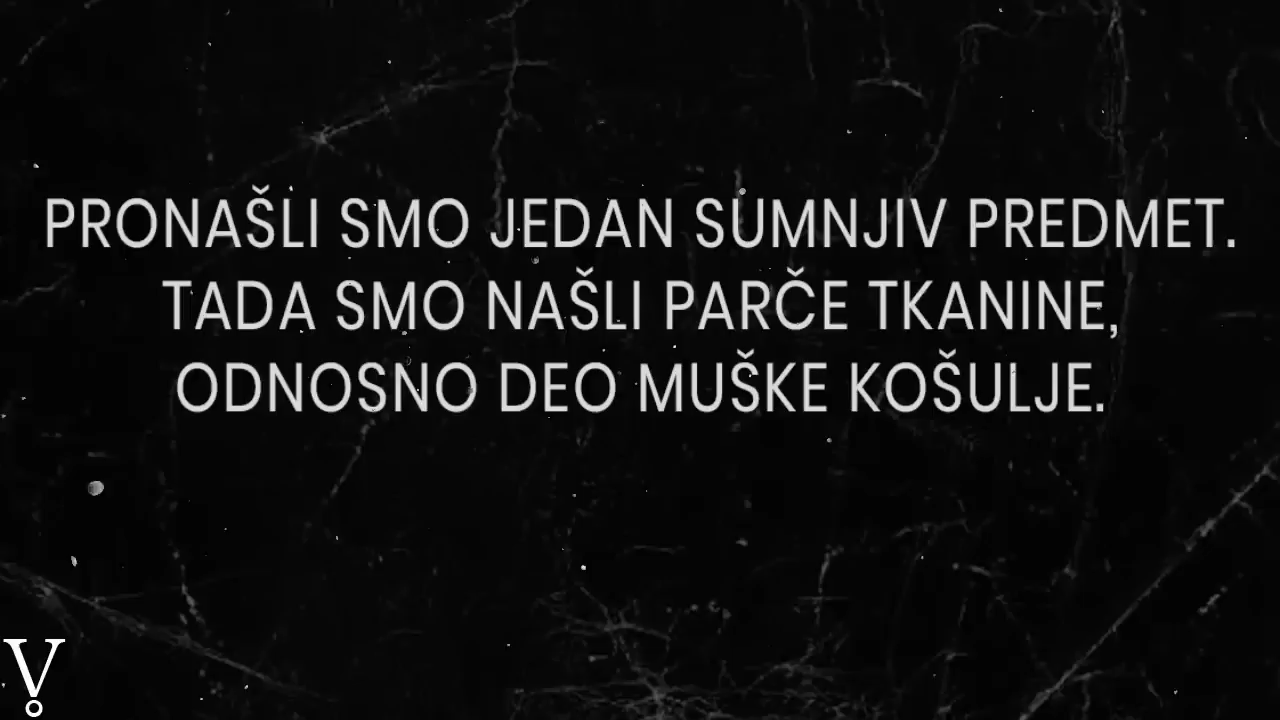 PRONAŠLI SMO JEDAN SUMNJIV PREDMET.
TADA SMO NAŠLI PARČE TKANINE,
ODNOSNO DEO MUŠKE KOŠULJE.
V